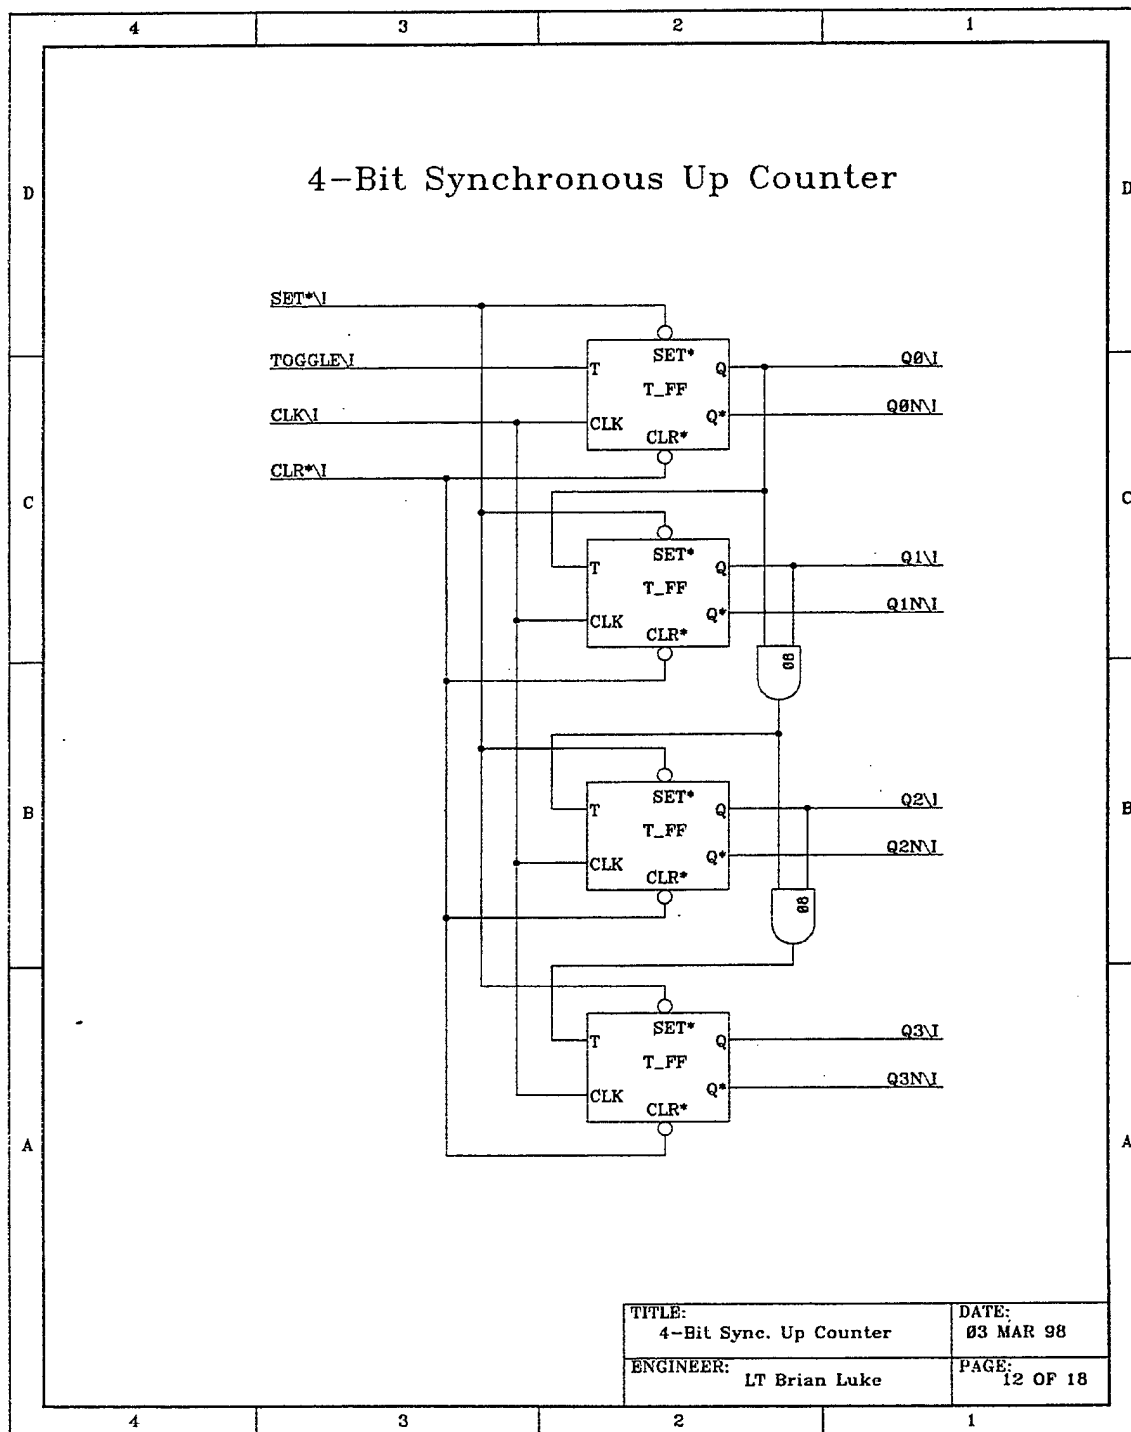 4 3 2 1
4-Bit Synchronous Up Counter
D D
SET*\I
TOGGLE\I
CLK\I
CLR*\I
SET*
T Q
T_FF
CLK Q*
CLR*
Q0\I
Q0N\I
C C
SET*
T Q
T_FF
CLK Q*
CLR*
Q1\I
Q1N\I
08
SET*
T Q
T_FF
CLK Q*
CLR*
Q2\I
Q2N\I
B B
08
SET*
T Q
T_FF
CLK Q*
CLR*
Q3\I
Q3N\I
A A
TITLE:
4-Bit Sync. Up Counter
DATE:
03 MAR 98
ENGINEER:
LT Brian Luke
PAGE:
12 OF 18
4 3 2 1